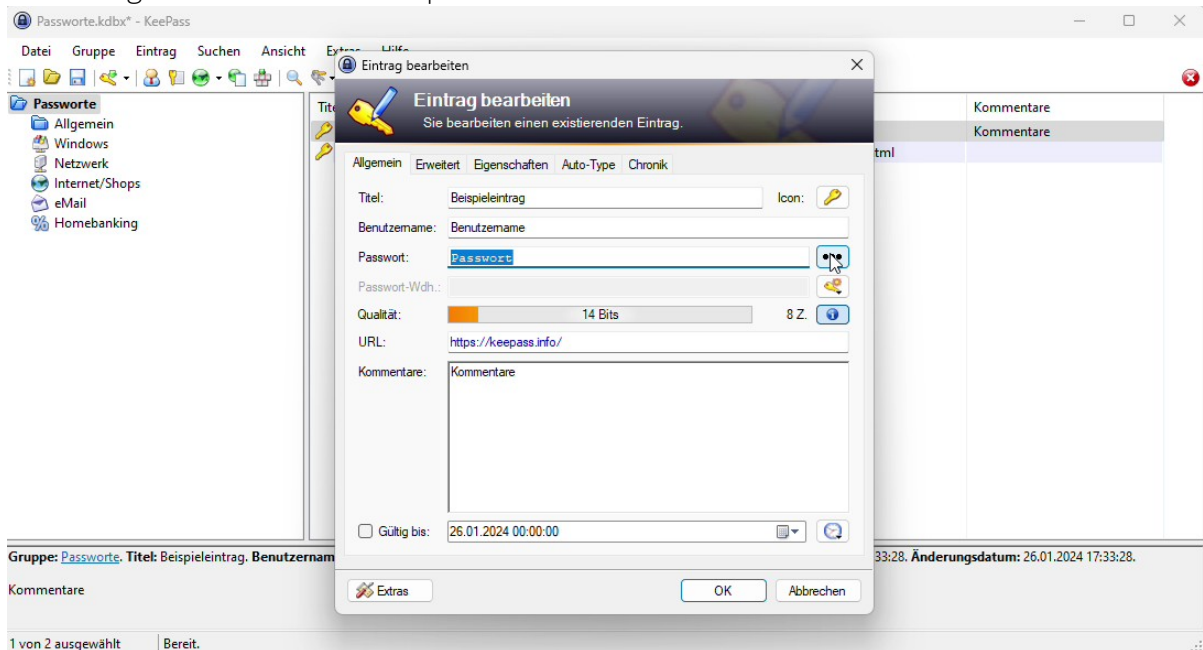 Passworte.kdbx* - KeePass
Datei Gruppe Eintrag Suchen Ansicht Extras Hilfe
Passworte
Allgemein
Windows
Netzwerk
Internet/Shops
eMail
Homebanking
Kommentare
Kommentare
tml
Eintrag bearbeiten
Eintrag bearbeiten
Sie bearbeiten einen existierenden Eintrag.
Allgemein Erweitert Eigenschaften Auto-Type Chronik
Titel: Beispieleintrag Icon:
Benutzername: Benutzername
Passwort: Passwort
Passwort-Wdh.:
Qualität: 14 Bits 8 Z.
URL: https://keepass.info/
Kommentare: Kommentare
Gültig bis: 26.01.2024 00:00:00
Extras OK Abbrechen
Gruppe: Passworte. Titel: Beispieleintrag. Benutzernam 33:28. Änderungsdatum: 26.01.2024 17:33:28.
Kommentare
1 von 2 ausgewählt Bereit.